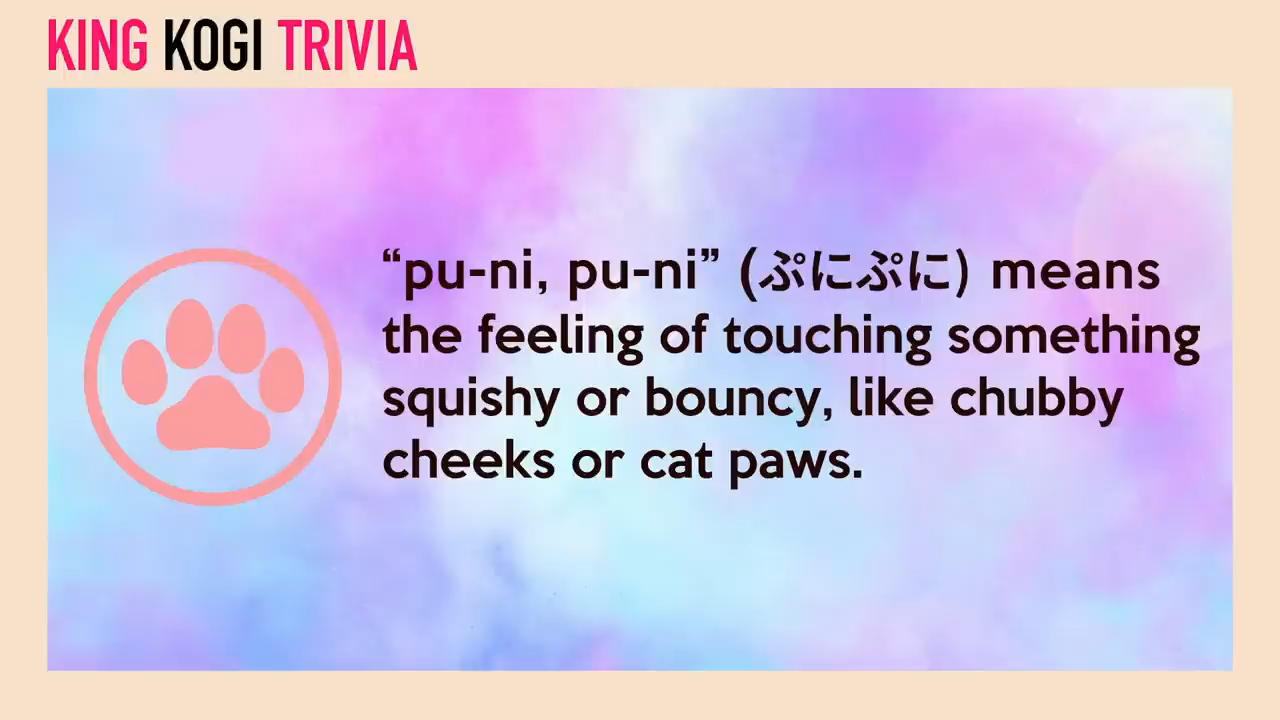 KING KOGI TRIVIA
“pu-ni, pu-ni” (ぷにぷに) means
the feeling of touching something
squishy or bouncy, like chubby
cheeks or cat paws.